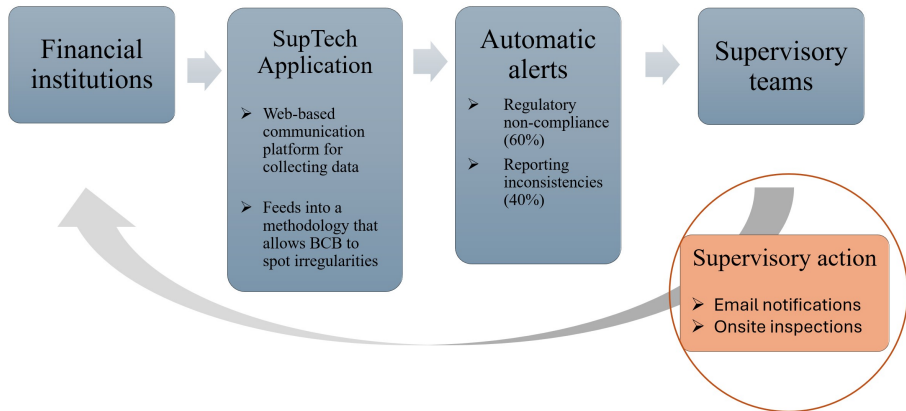 Financial
institutions
SupTech
Application
➢ Web-based
communication
platform for
collecting data
➢ Feeds into a
methodology that
allows BCB to
spot irregularities
Automatic
alerts
➢ Regulatory
non-compliance
(60%)
➢ Reporting
inconsistencies
(40%)
Supervisory
teams
Supervisory action
➢ Email notifications
➢ Onsite inspections